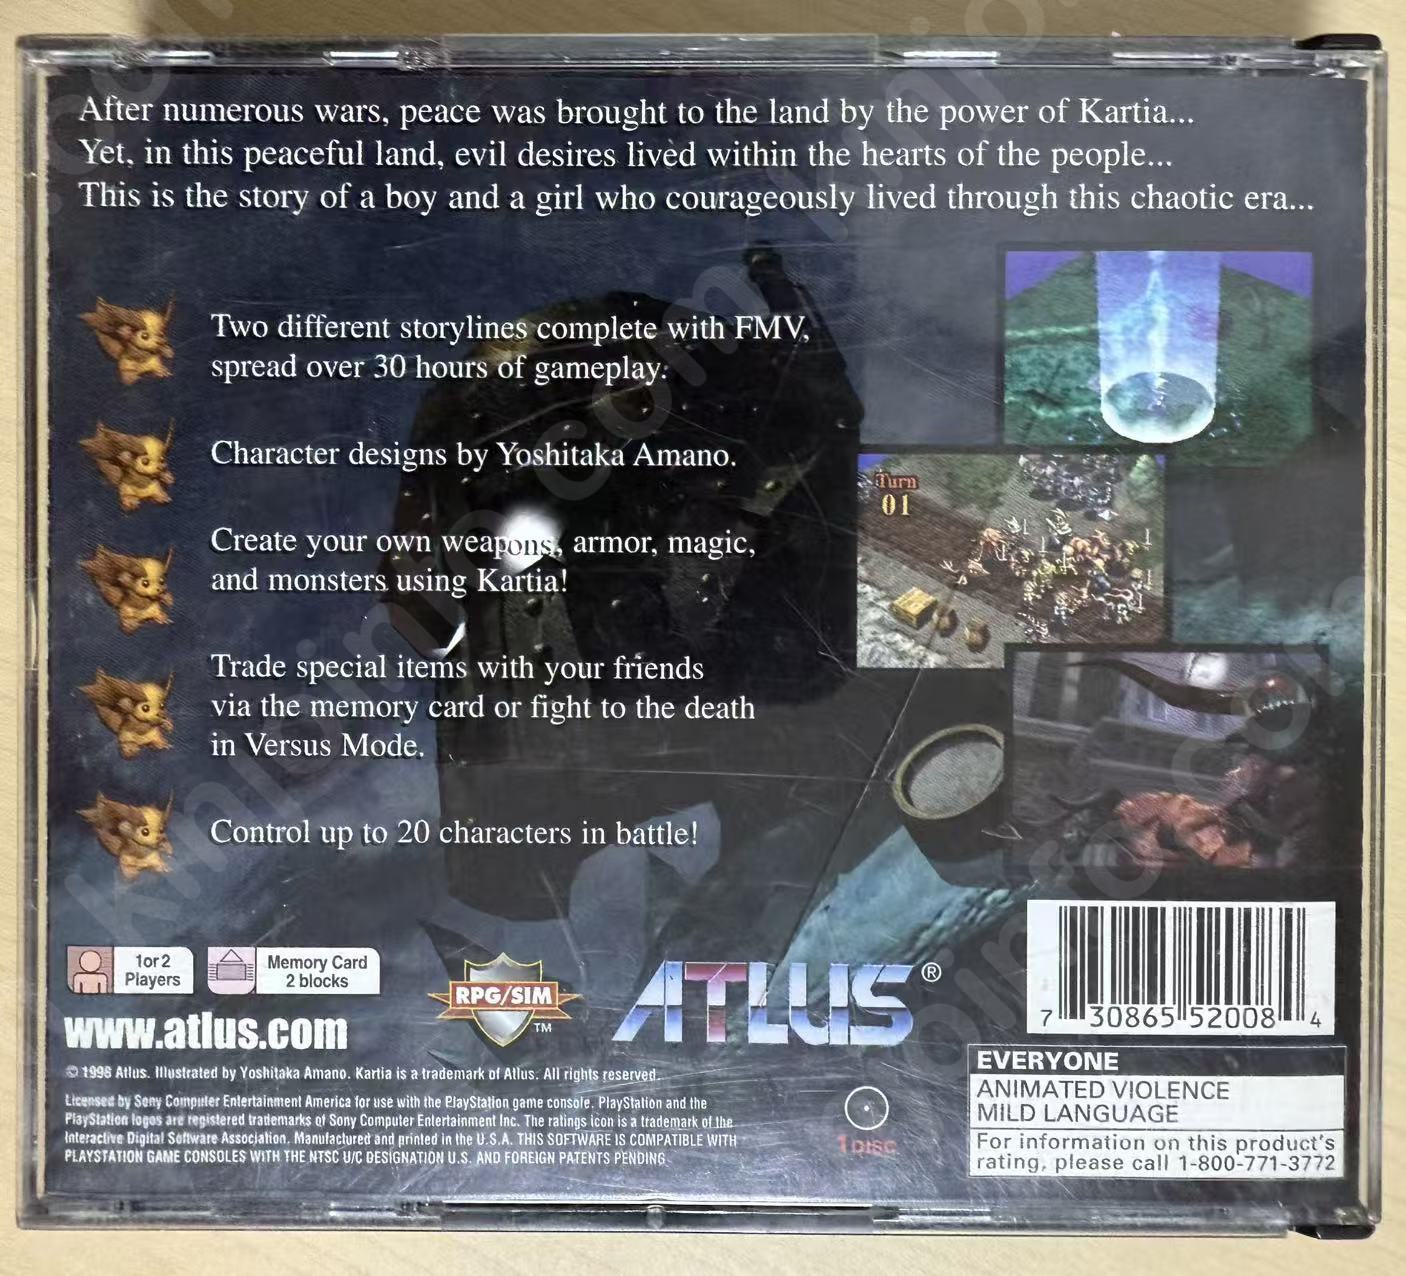 After numerous wars, peace was brought to the land by the power of Kartia...
Yet, in this peaceful land, evil desires lived within the hearts of the people...
This is the story of a boy and a girl who courageously lived through this chaotic era...
Two different storylines complete with FMV,
spread over 30 hours of gameplay.
Character designs by Yoshitaka Amano.
Create your own weapons, armor, magic,
and monsters using Kartia!
Trade special items with your friends
via the memory card or fight to the death
in Versus Mode.
Control up to 20 characters in battle!
Turn
01
1 or 2
Players
Memory Card
2 blocks
RPG/SIM
TM
ATLUS®
www.atlus.com
7 30865 52008 4
© 1998 Atlus. Illustrated by Yoshitaka Amano. Kartia is a trademark of Atlus. All rights reserved.
Licensed by Sony Computer Entertainment America for use with the PlayStation game console. PlayStation and the
PlayStation logos are registered trademarks of Sony Computer Entertainment Inc. The ratings icon is a trademark of the
Interactive Digital Software Association. Manufactured and printed in the U.S.A. THIS SOFTWARE IS COMPATIBLE WITH
PLAYSTATION GAME CONSOLES WITH THE NTSC U/C DESIGNATION U.S. AND FOREIGN PATENTS PENDING
1 DISC
EVERYONE
ANIMATED VIOLENCE
MILD LANGUAGE
For information on this product's
rating, please call 1-800-771-3772